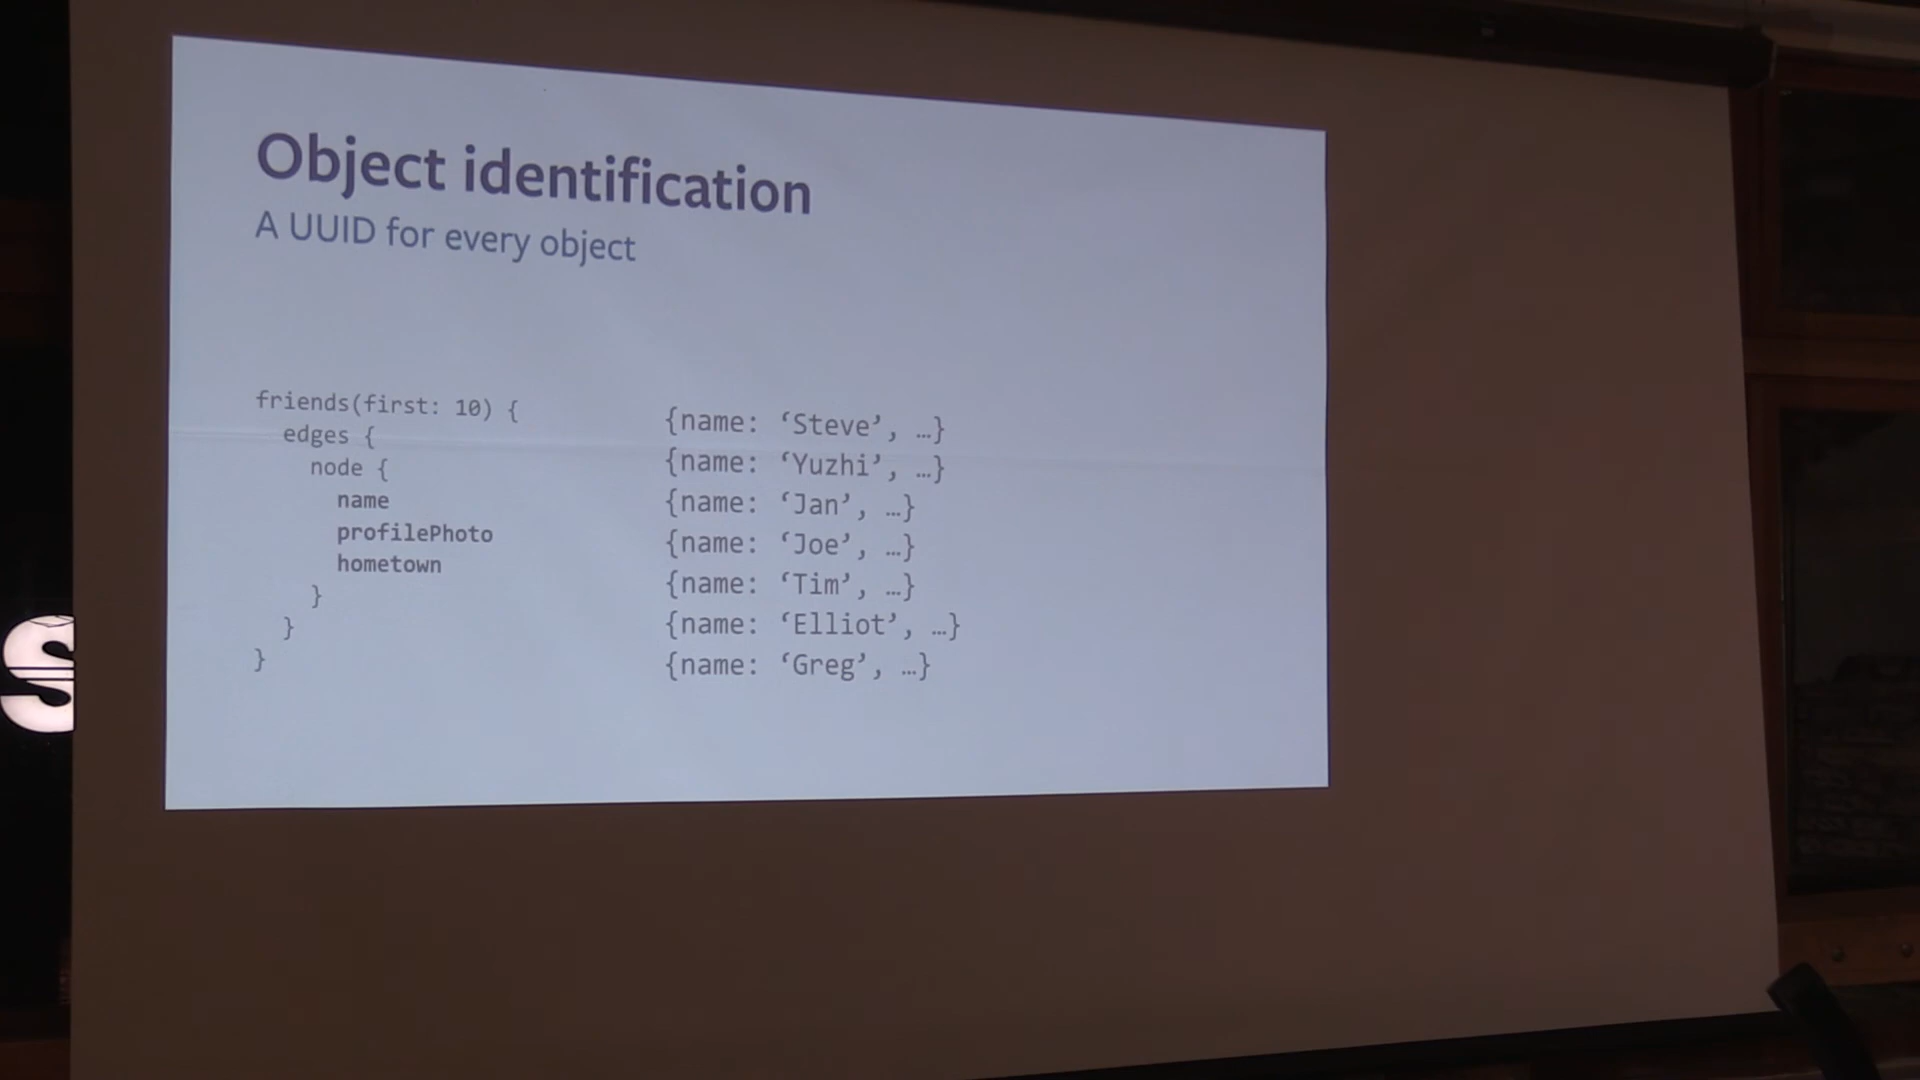 Object identification
A UUID for every object
friends(first: 10) {
edges {
node {
name
profilePhoto
hometown
}
}
}
{name: ‘Steve’, …}
{name: ‘Yuzhi’, …}
{name: ‘Jan’, …}
{name: ‘Joe’, …}
{name: ‘Tim’, …}
{name: ‘Elliot’, …}
{name: ‘Greg’, …}
S